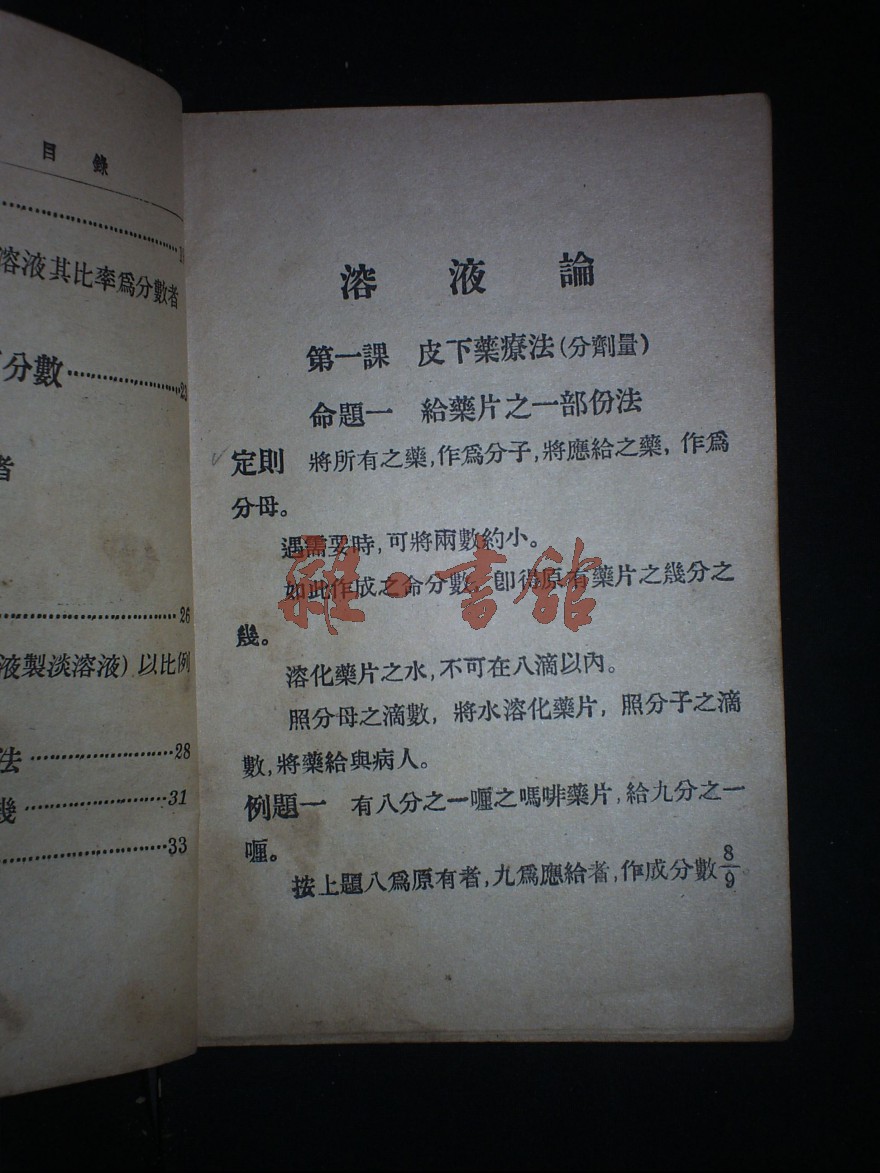 目 錄
溶液其比率爲分數者
分數 23
者
26
液製淡溶液)以比例
法 28
幾 31
33
溶 液 論
第一課 皮下藥療法(分劑量)
命題一 給藥片之一部份法
定則 將所有之藥,作爲分子,將應給之藥,作爲
分母。
遇需要時,可將兩數約小。
如此作成之命分數,卽得原有藥片之幾分之
幾。
溶化藥片之水,不可在八滴以內。
照分母之滴數,將水溶化藥片,照分子之滴
數,將藥給與病人。
例題一 有八分之一喱之嗎啡藥片,給九分之一
喱。
按上題八爲原有者,九爲應給者,作成分數8/9
雜·書館